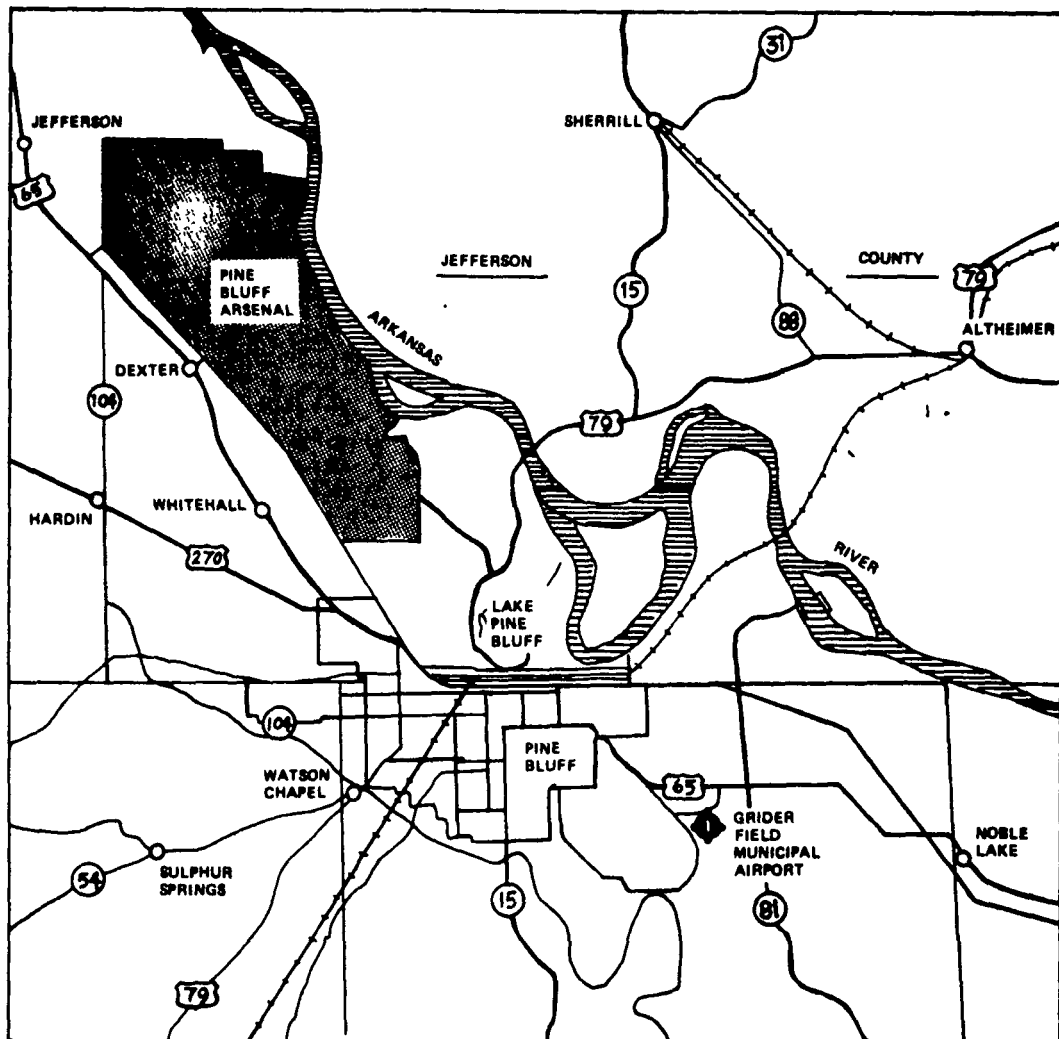 31
SHERRILL
JEFFERSON
65
PINE
BLUFF
ARSENAL
JEFFERSON
COUNTY
79
15
88
ARKANSAS
ALTHEIMER
DEXTER
104
79
HARDIN
WHITEHALL
270
RIVER
LAKE
PINE
BLUFF
104
PINE
BLUFF
WATSON
CHAPEL
65
1
GRIDER
FIELD
MUNICIPAL
AIRPORT
NOBLE
LAKE
SULPHUR
SPRINGS
54
15
81
79